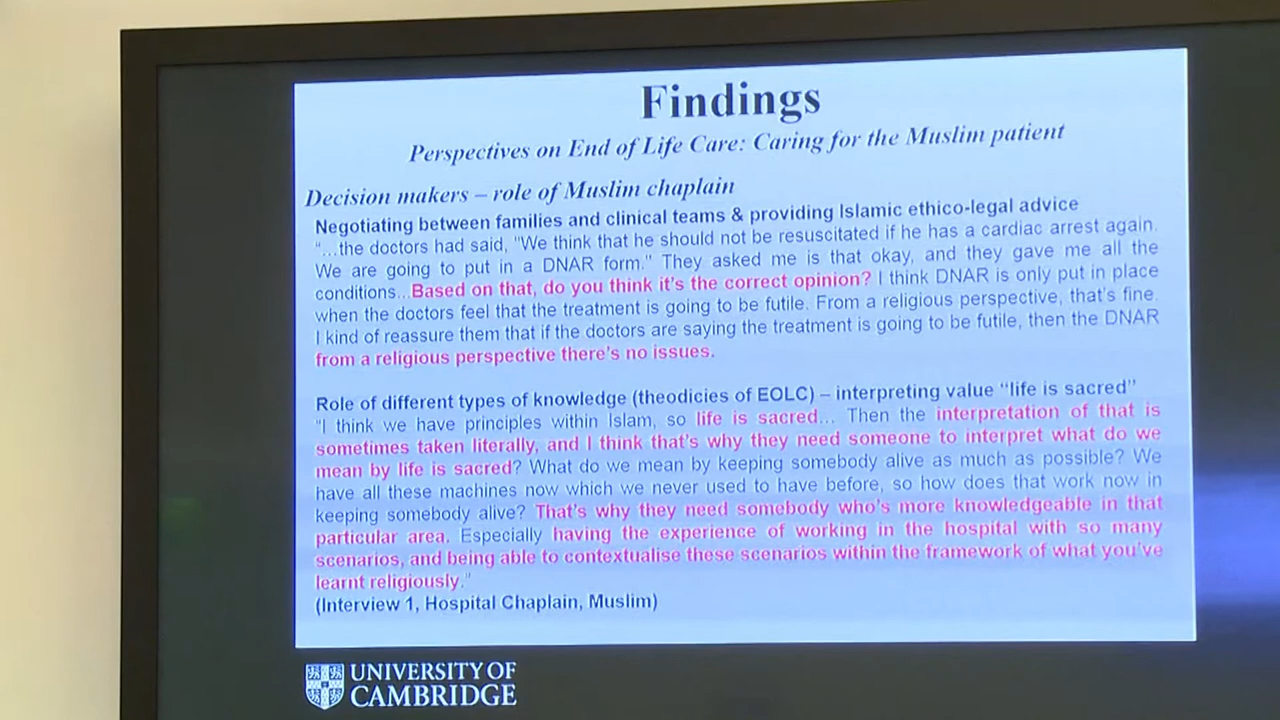 Findings
Perspectives on End of Life Care: Caring for the Muslim patient
Decision makers – role of Muslim chaplain
Negotiating between families and clinical teams & providing Islamic ethico-legal advice
"...the doctors had said, "We think that he should not be resuscitated if he has a cardiac arrest again.
We are going to put in a DNAR form." They asked me is that okay, and they gave me all the
conditions...Based on that, do you think it's the correct opinion? I think DNAR is only put in place
when the doctors feel that the treatment is going to be futile. From a religious perspective, that's fine.
I kind of reassure them that if the doctors are saying the treatment is going to be futile, then the DNAR
from a religious perspective there's no issues.
Role of different types of knowledge (theodicies of EOLC) – interpreting value "life is sacred"
"I think we have principles within Islam, so life is sacred... Then the interpretation of that is
sometimes taken literally, and I think that's why they need someone to interpret what do we
mean by life is sacred? What do we mean by keeping somebody alive as much as possible? We
have all these machines now which we never used to have before, so how does that work now in
keeping somebody alive? That's why they need somebody who's more knowledgeable in that
particular area. Especially having the experience of working in the hospital with so many
scenarios, and being able to contextualise these scenarios within the framework of what you've
learnt religiously."
(Interview 1, Hospital Chaplain, Muslim)
UNIVERSITY OF
CAMBRIDGE